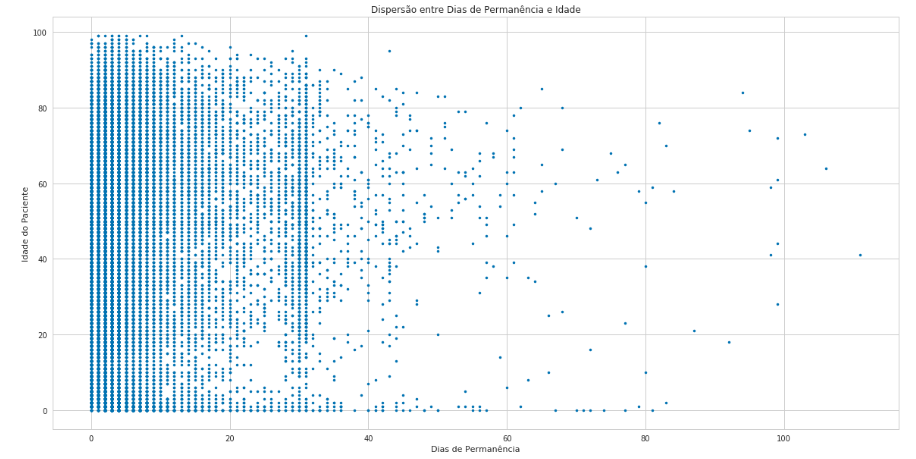 Dispersão entre Dias de Permanência e Idade
100
80
60
40
20
0
Idade do Paciente
0 20 40 60 80 100
Dias de Permanência